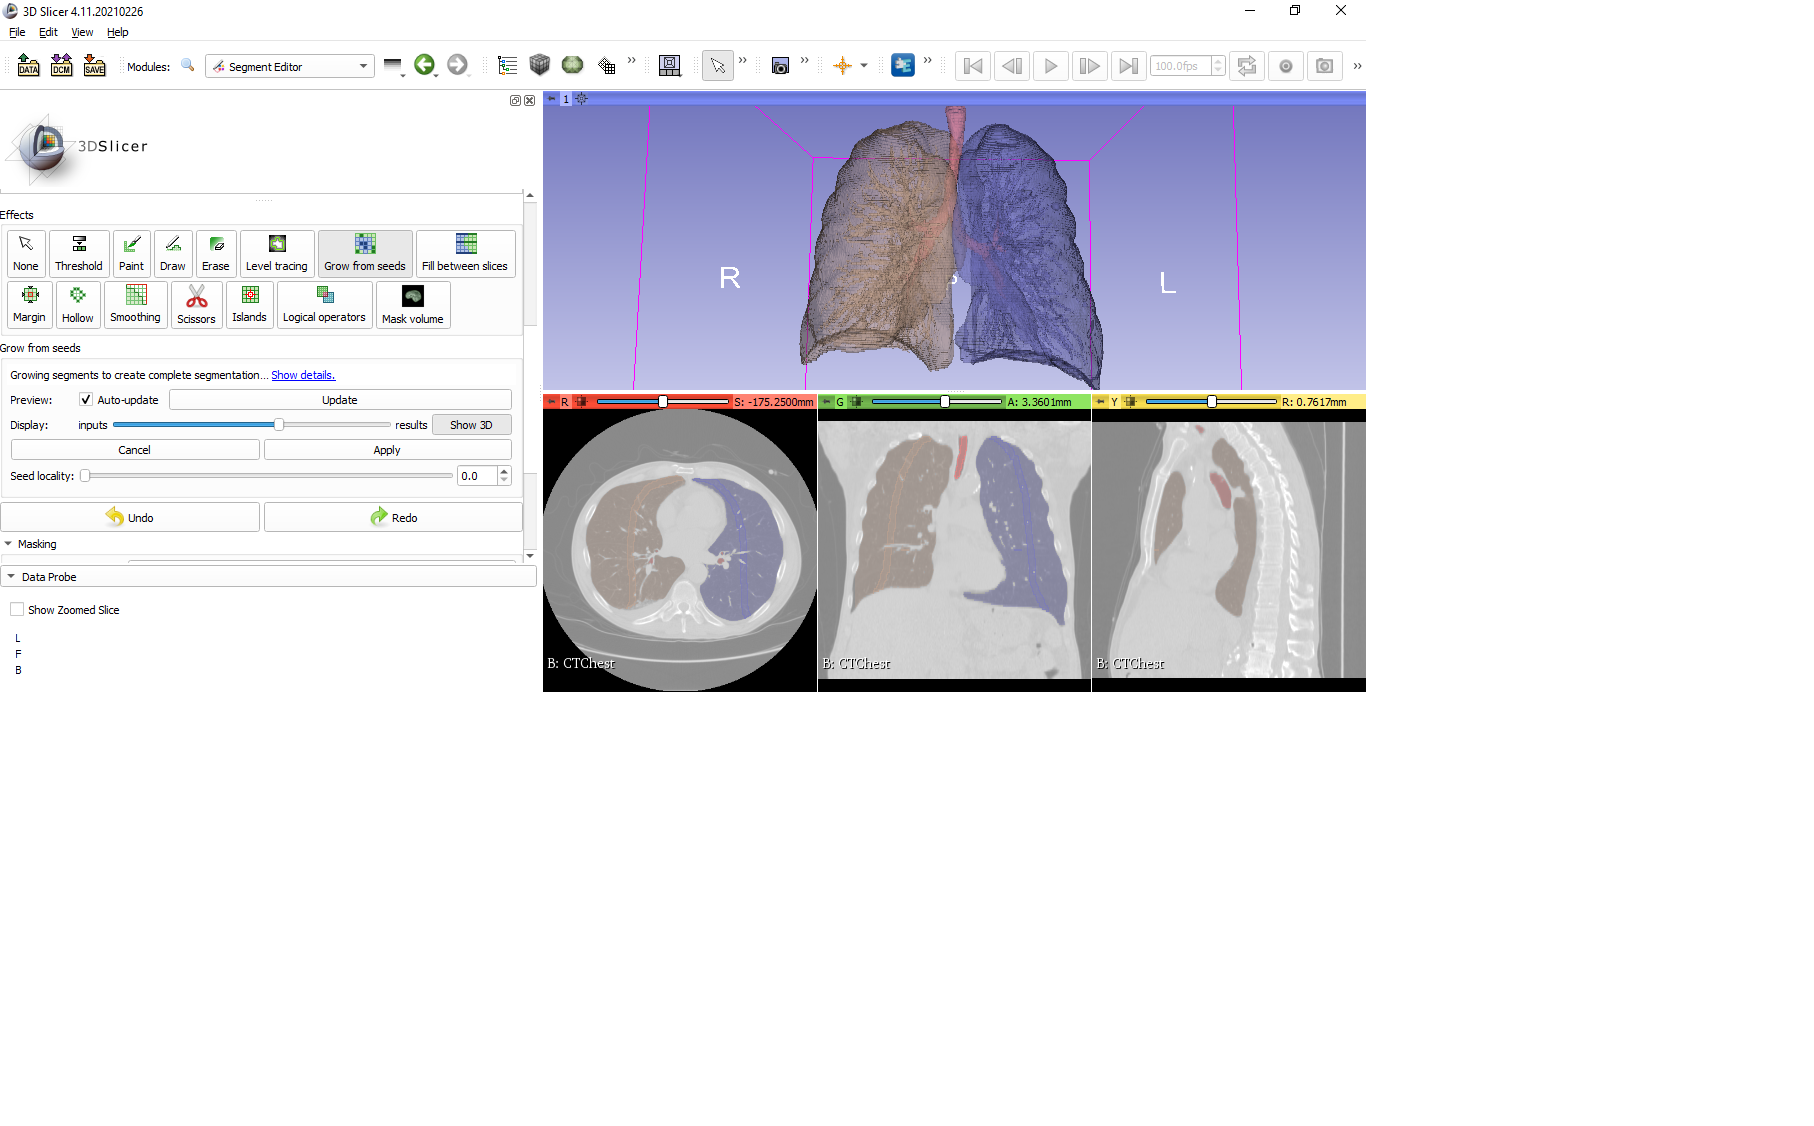 3D Slicer 4.11.20210226
File Edit View Help
DATA DCM SAVE Modules: Segment Editor 100.0fps
1
3DSlicer
Effects
None Threshold Paint Draw Erase Level tracing Grow from seeds Fill between slices
Margin Hollow Smoothing Scissors Islands Logical operators Mask volume
Grow from seeds
Growing segments to create complete segmentation... Show details.
Preview: Auto-update Update
Display: inputs results Show 3D
Cancel Apply
Seed locality: 0.0
Undo Redo
Masking
Data Probe
Show Zoomed Slice
L
F
B
R L
R S: -175.2500mm
G A: 3.3601mm
Y R: 0.7617mm
B: CTChest
B: CTChest
B: CTChest